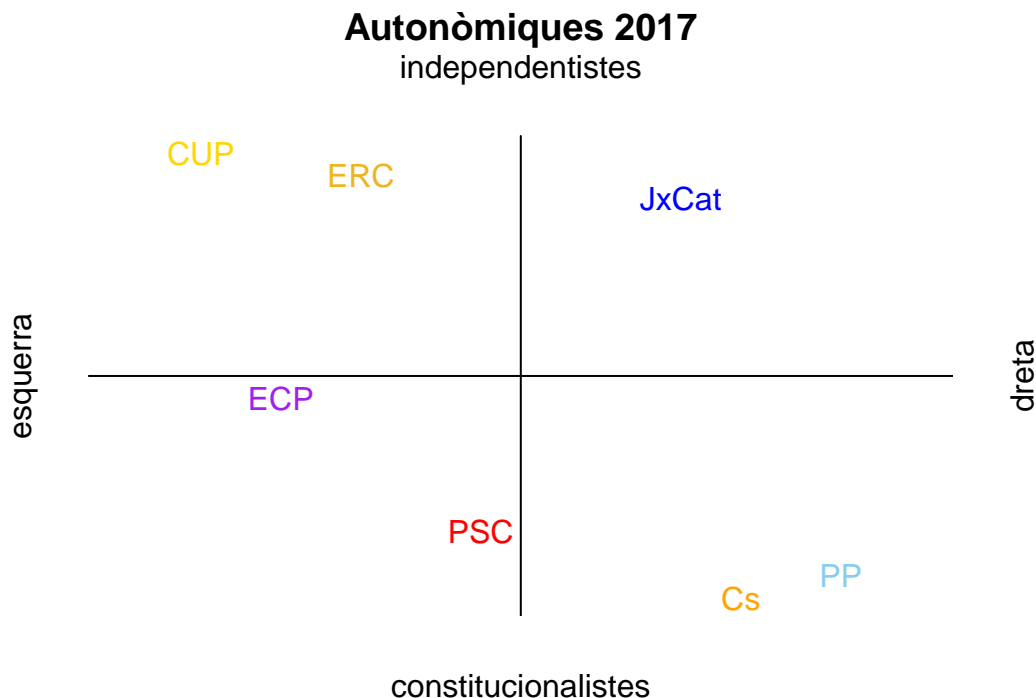 Autonòmiques 2017
independentistes
CUP
ERC
JxCat
esquerra
dreta
ECP
PSC
PP
Cs
constitucionalistes